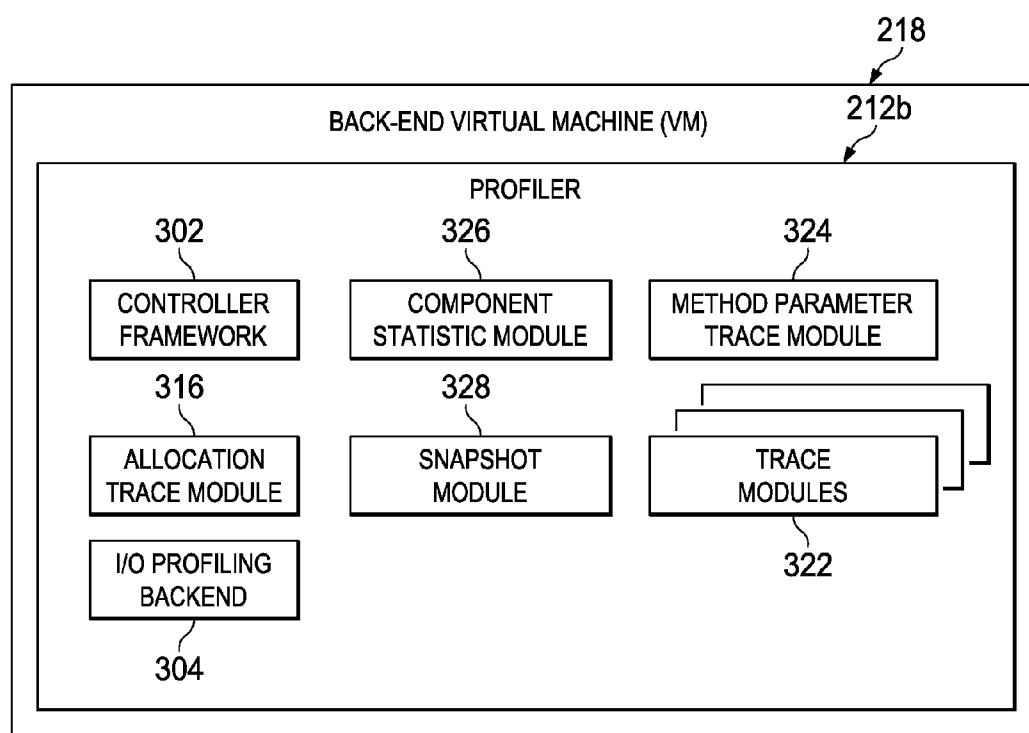 218
212b
BACK-END VIRTUAL MACHINE (VM)
PROFILER
302
326
324
CONTROLLER
FRAMEWORK
COMPONENT
STATISTIC MODULE
METHOD PARAMETER
TRACE MODULE
316
328
ALLOCATION
TRACE MODULE
SNAPSHOT
MODULE
TRACE
MODULES
322
I/O PROFILING
BACKEND
304